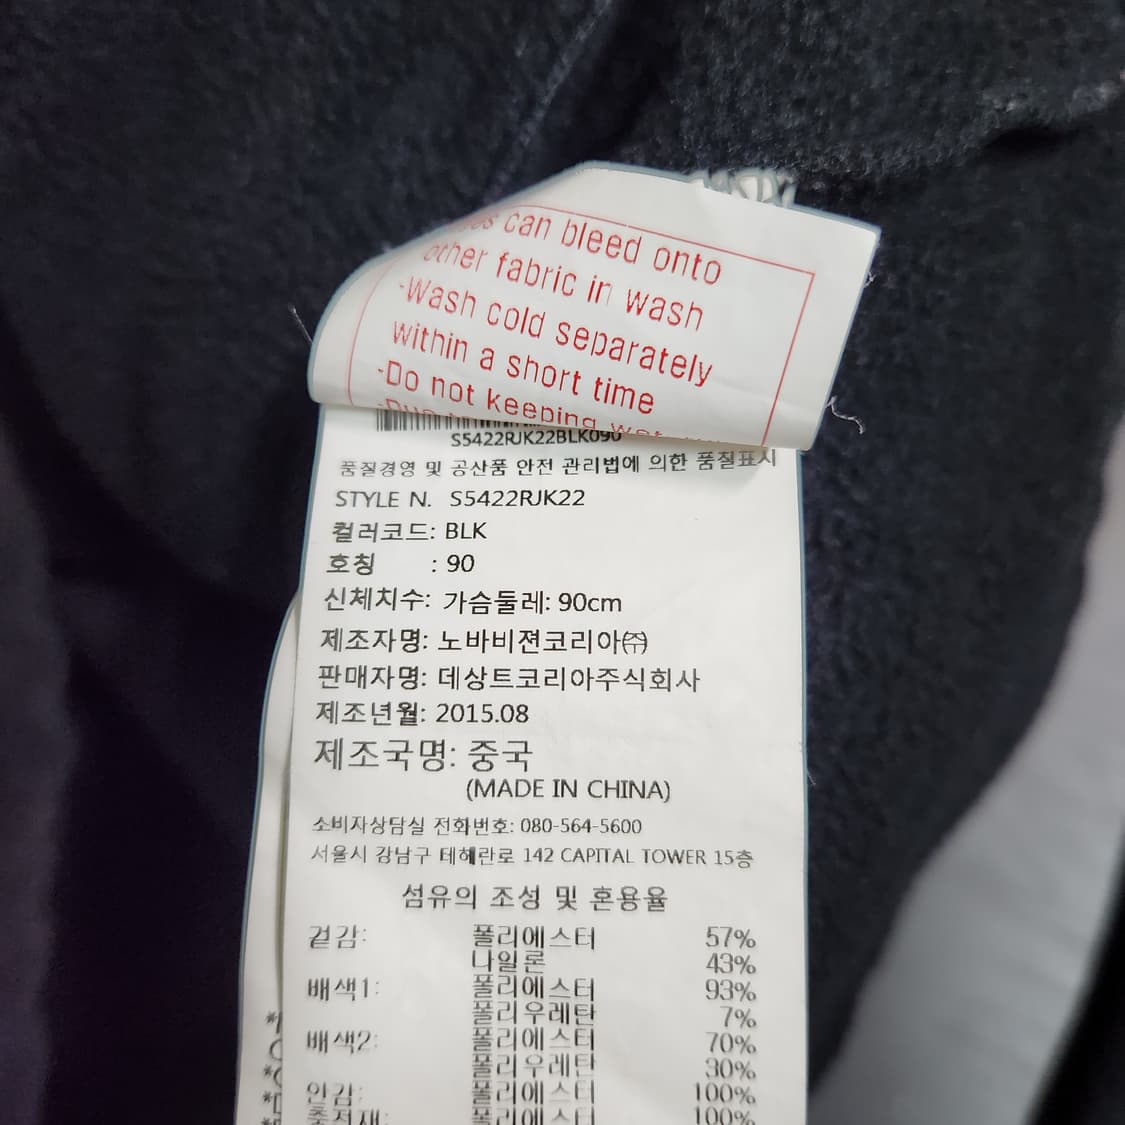 can bleed onto
other fabric in wash
-Wash cold separately
within a short time
-Do not keeping wet
S5422RJK22BLK090
품질경영 및 공산품 안전 관리법에 의한 품질표시
STYLE N. S5422RJK22
컬러코드: BLK
호칭 : 90
신체치수: 가슴둘레: 90cm
제조자명: 노바비젼코리아㈜
판매자명: 데상트코리아주식회사
제조년월: 2015.08
제조국명: 중국
(MADE IN CHINA)
소비자상담실 전화번호: 080-564-5600
서울시 강남구 테헤란로 142 CAPITAL TOWER 15층
섬유의 조성 및 혼용율
겉감: 폴리에스터 57%
나일론 43%
배색1: 폴리에스터 93%
폴리우레탄 7%
배색2: 폴리에스터 70%
폴리우레탄 30%
안감: 폴리에스터 100%
충전재: 폴리에스터 100%